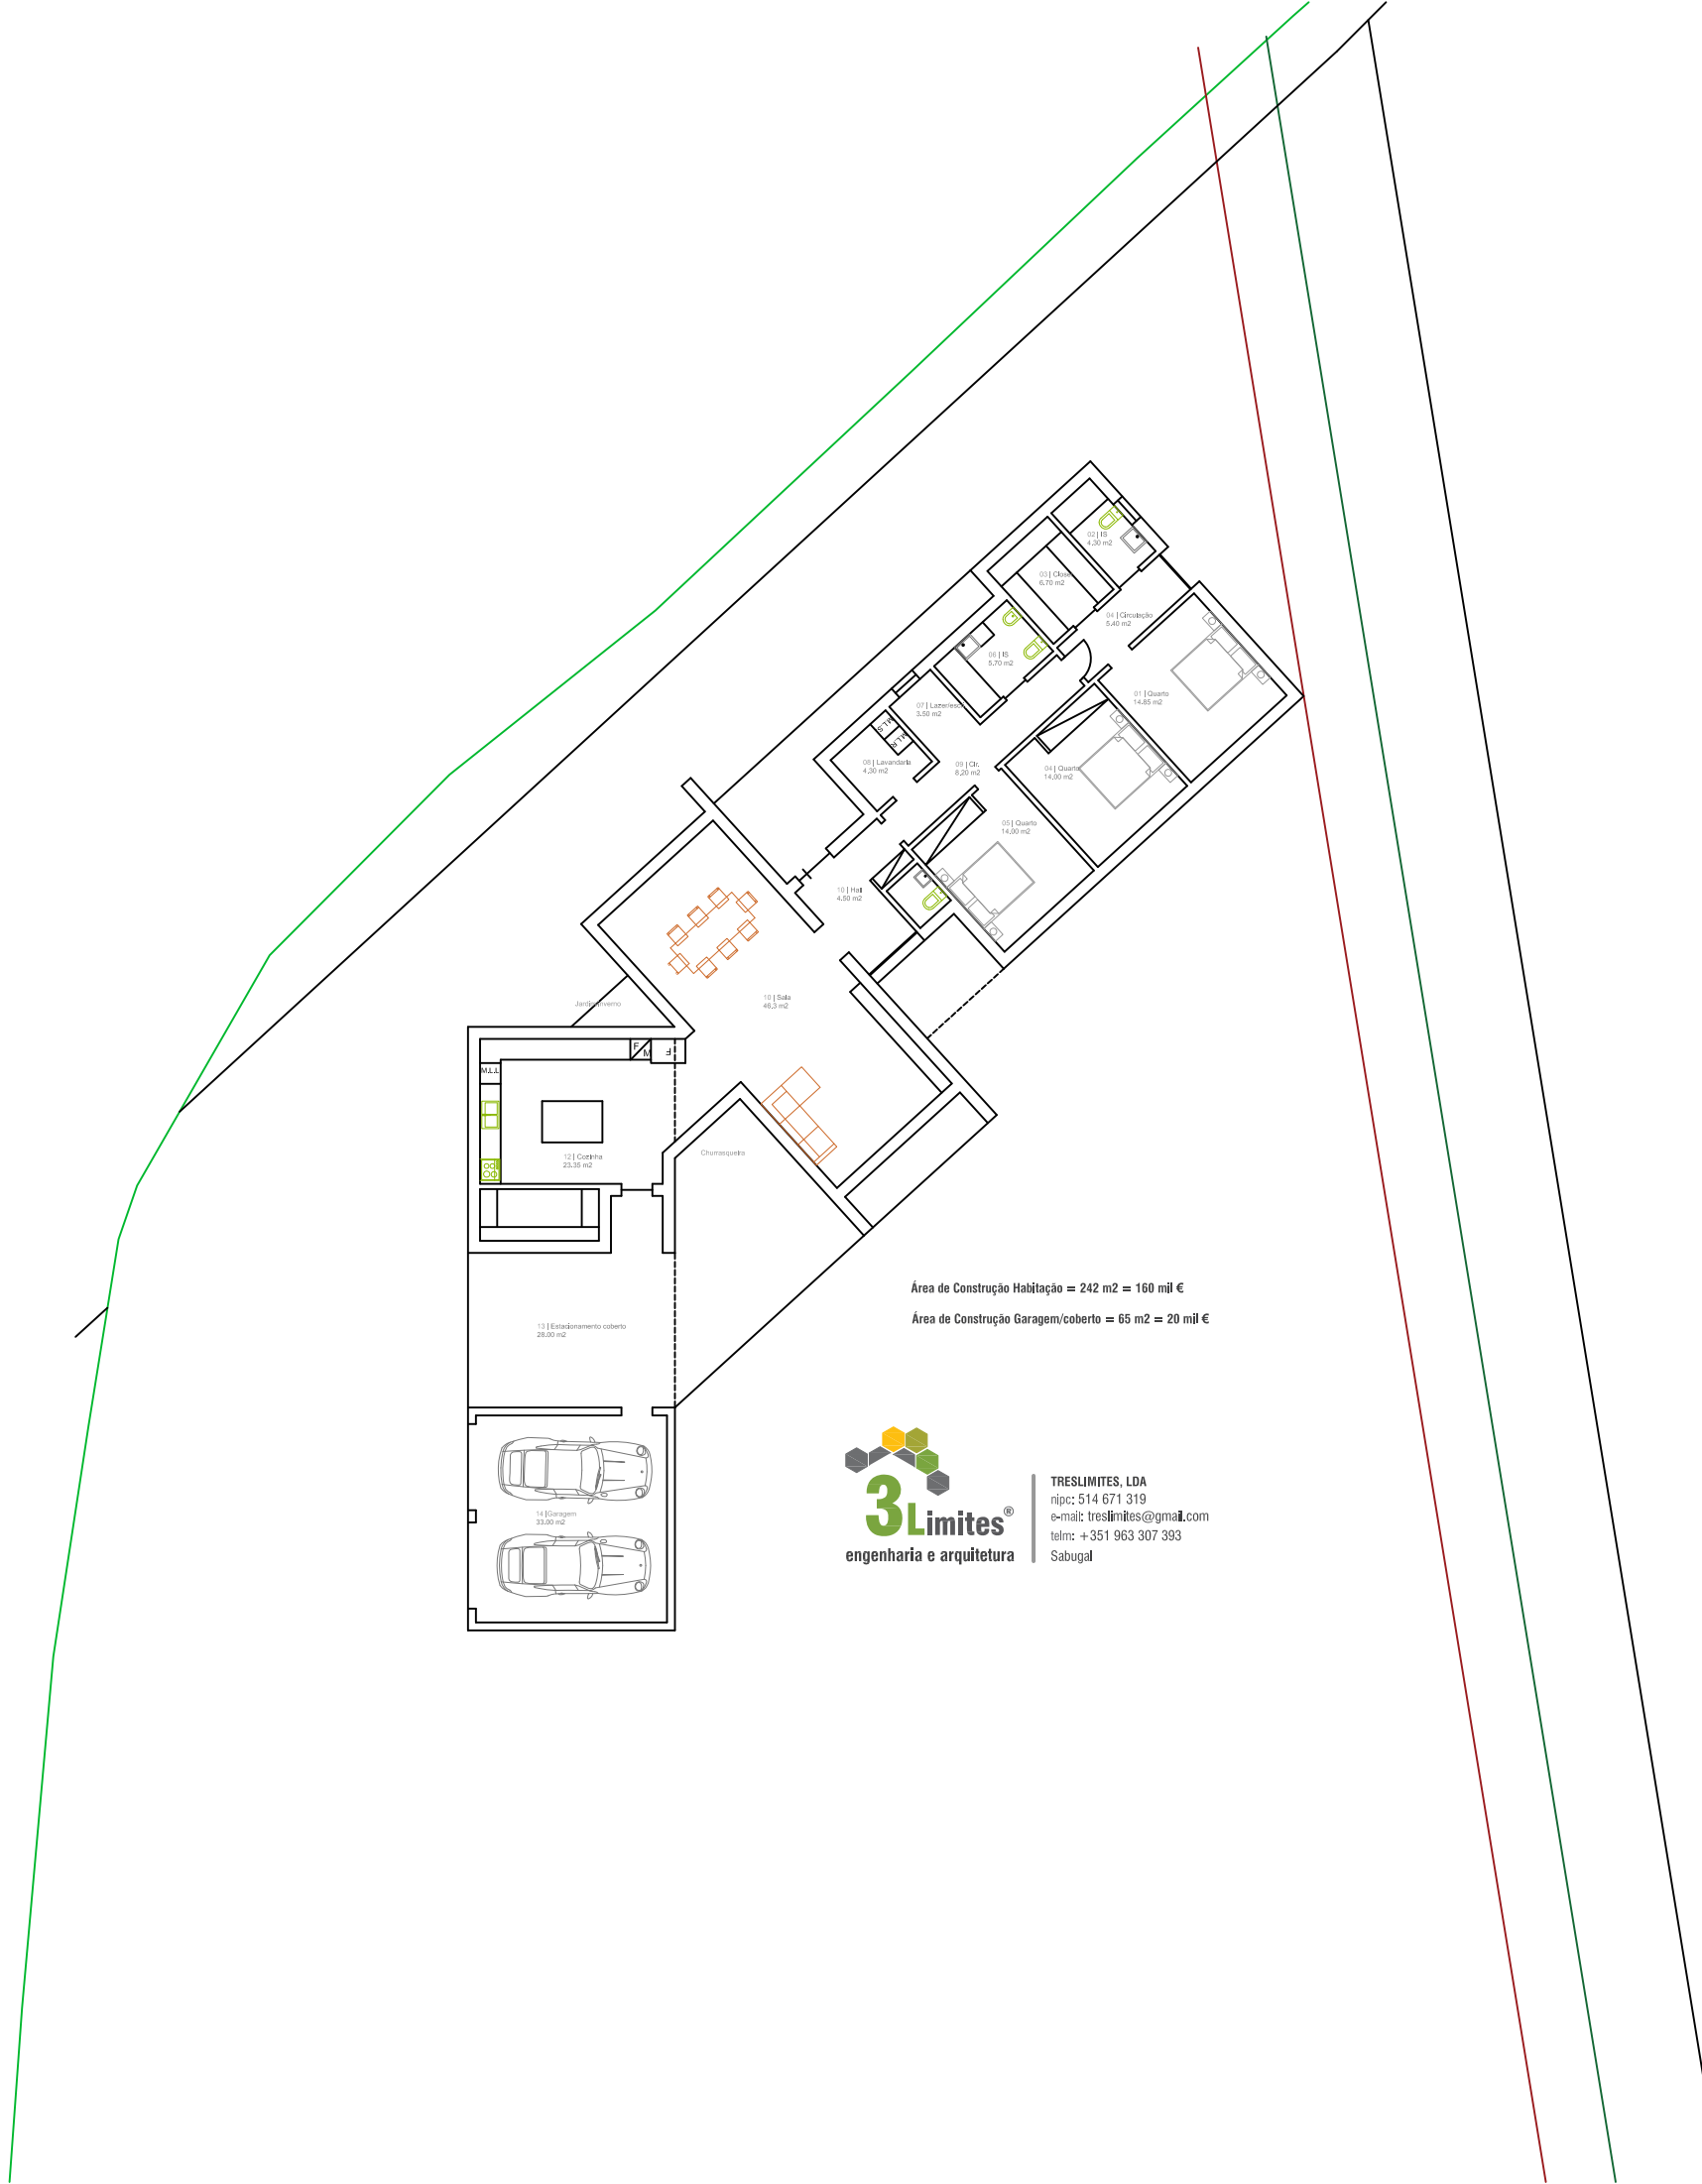 02 | IS
4,30 m2
03 | Closet
6.70 m2
04 | Circulação
5.40 m2
06 | IS
5,70 m2
01 | Quarto
14.85 m2
07 | Lazer/escr
3.50 m2
M.L.S
M.L.R
08 | Lavandaria
4,30 m2
09 | Cir.
8,20 m2
04 | Quarto
14,00 m2
05 | Quarto
14,00 m2
10 | Hall
4.50 m2
10 | Sala
46,3 m2
Jardim inverno
F
M
F
M.L.L
12 | Cozinha
23.35 m2
Churrasqueira
Área de Construção Habitação = 242 m2 = 160 mil €
Área de Construção Garagem/coberto = 65 m2 = 20 mil €
13 | Estacionamento coberto
28.00 m2
14 |Garagem
33.00 m2
3Limites®
engenharia e arquitetura
TRESLIMITES, LDA
nipc: 514 671 319
e-mail: treslimites@gmail.com
telm: +351 963 307 393
Sabugal